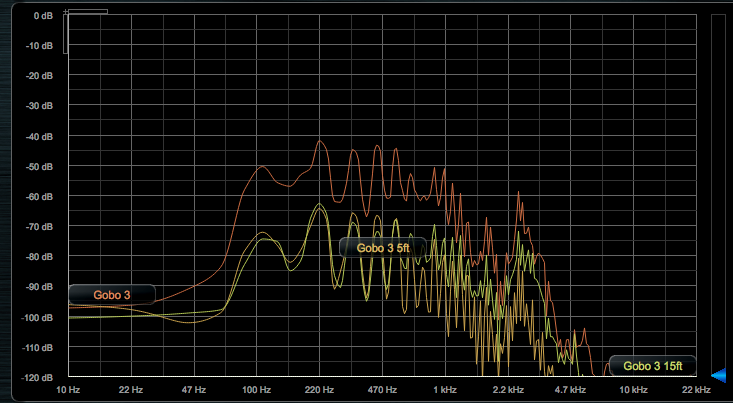 0 dB
-10 dB
-20 dB
-30 dB
-40 dB
-50 dB
-60 dB
-70 dB
Gobo 3 5ft
-80 dB
-90 dB
Gobo 3
-100 dB
-110 dB
Gobo 3 15ft
-120 dB
10 Hz 22 Hz 47 Hz 100 Hz 220 Hz 470 Hz 1 kHz 2.2 kHz 4.7 kHz 10 kHz 22 kHz